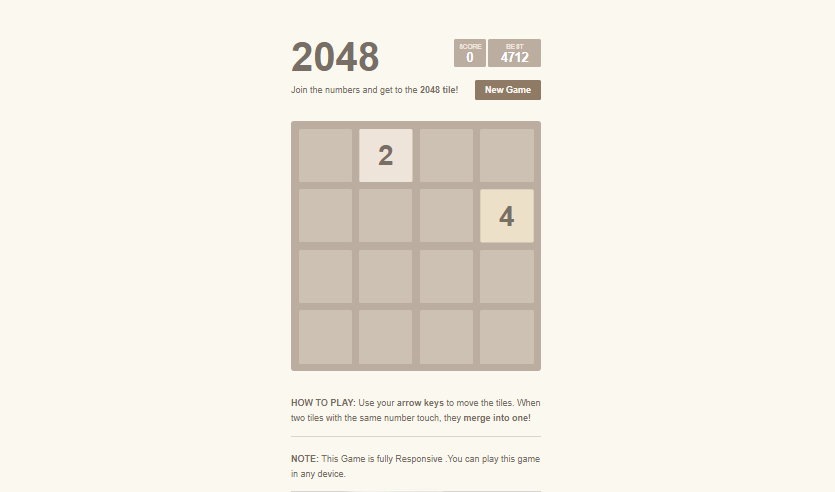 2048
SCORE
0
BEST
4712
Join the numbers and get to the 2048 tile!
New Game
2
4
HOW TO PLAY: Use your arrow keys to move the tiles. When
two tiles with the same number touch, they merge into one!
NOTE: This Game is fully Responsive .You can play this game
in any device.